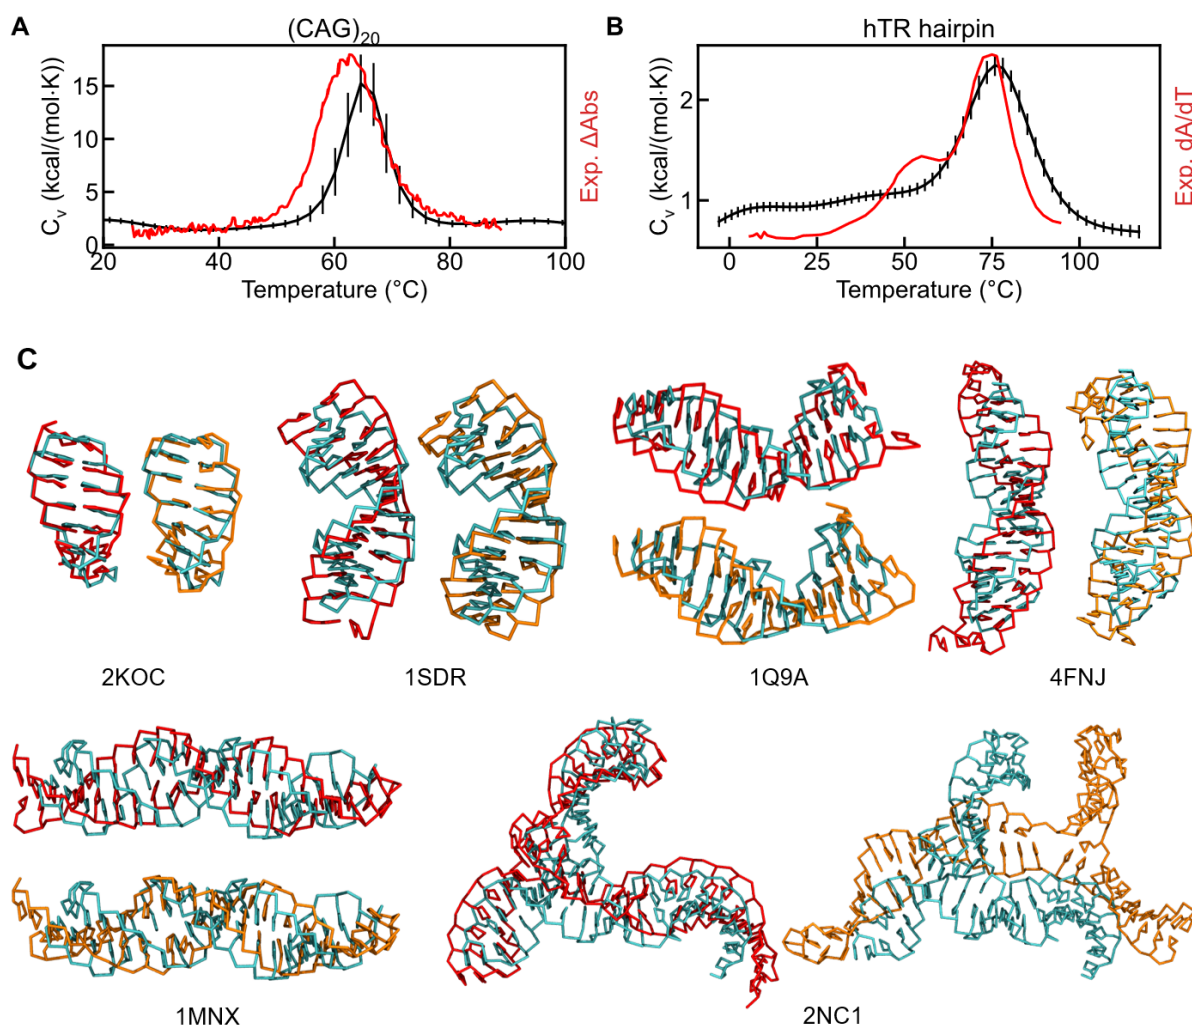 A
(CAG)20
Cv (kcal/(mol·K))
15
10
5
0
20
40
60
80
100
Temperature (°C)
Exp. ΔAbs
B
hTR hairpin
Cv (kcal/(mol·K))
2
1
0
25
50
75
100
Temperature (°C)
Exp. dA/dT
C
2KOC
1SDR
1Q9A
4FNJ
1MNX
2NC1